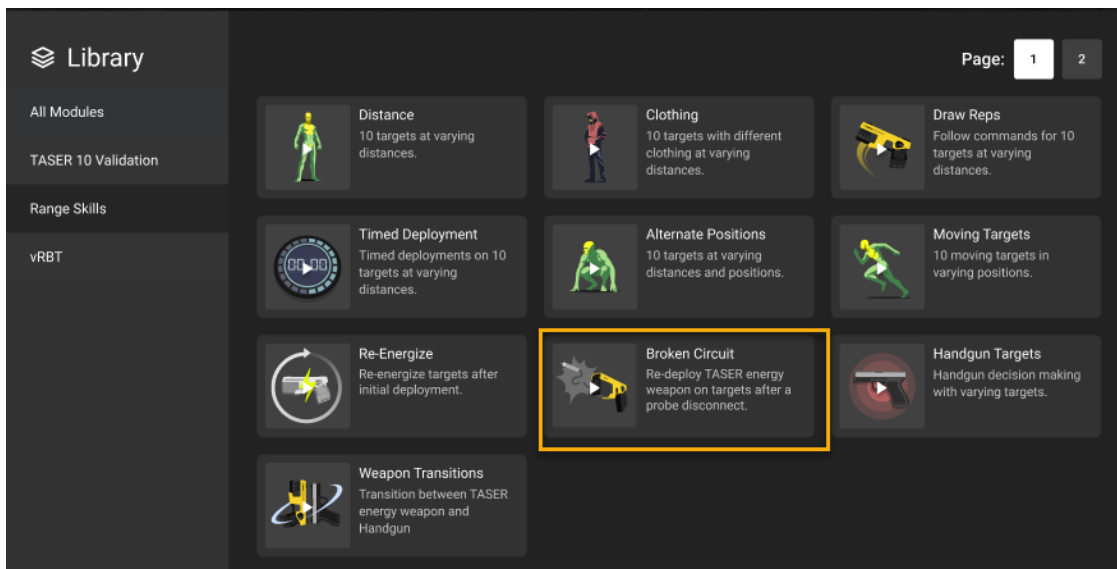 Library
Page: 1 2
All Modules
TASER 10 Validation
Range Skills
vRBT
Distance
10 targets at varying
distances.
Clothing
10 targets with different
clothing at varying
distances.
Draw Reps
Follow commands for 10
targets at varying
distances.
00:00
Timed Deployment
Timed deployments on 10
targets at varying
distances.
Alternate Positions
10 targets at varying
distances and positions.
Moving Targets
10 moving targets in
varying positions.
Re-Energize
Re-energize targets after
initial deployment.
Broken Circuit
Re-deploy TASER energy
weapon on targets after a
probe disconnect.
Handgun Targets
Handgun decision making
with varying targets.
Weapon Transitions
Transition between TASER
energy weapon and
Handgun